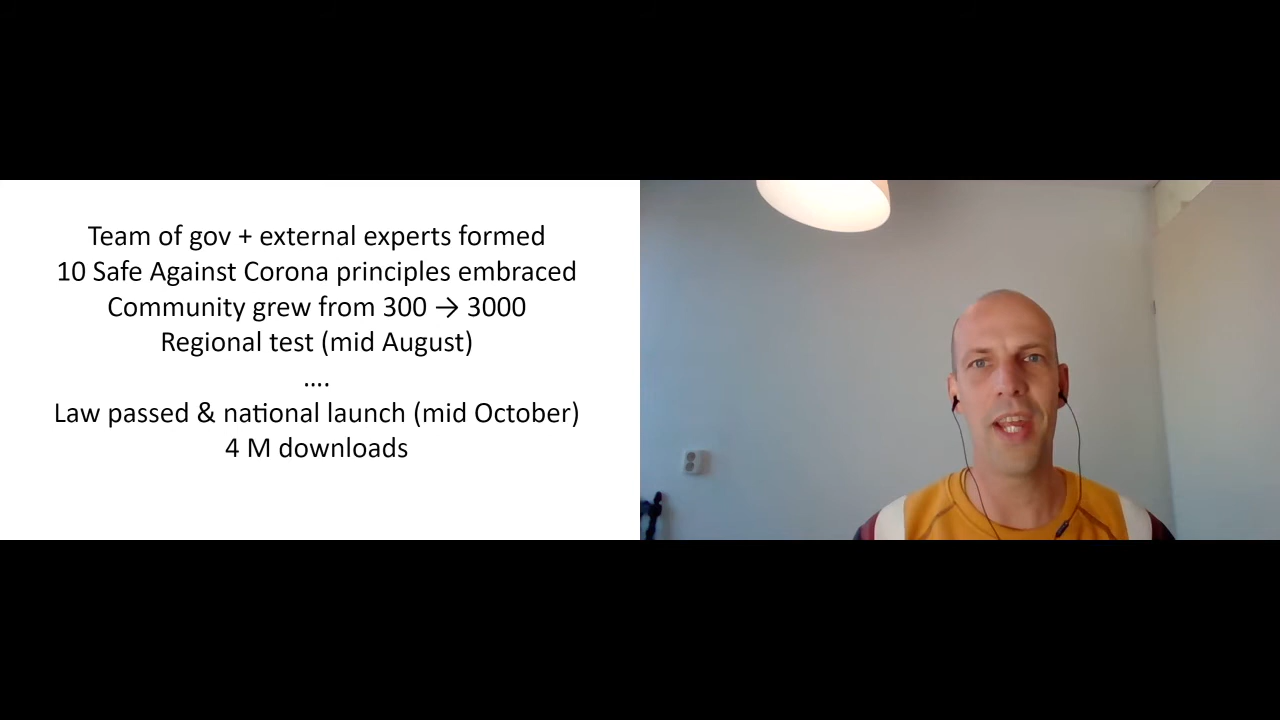 Team of gov + external experts formed
10 Safe Against Corona principles embraced
Community grew from 300 → 3000
Regional test (mid August)
....
Law passed & national launch (mid October)
4 M downloads